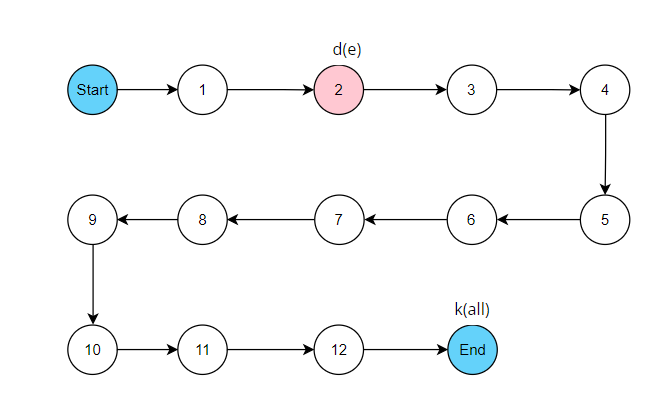 d(e)
Start 1 2 3 4
9 8 7 6 5
k(all)
10 11 12 End